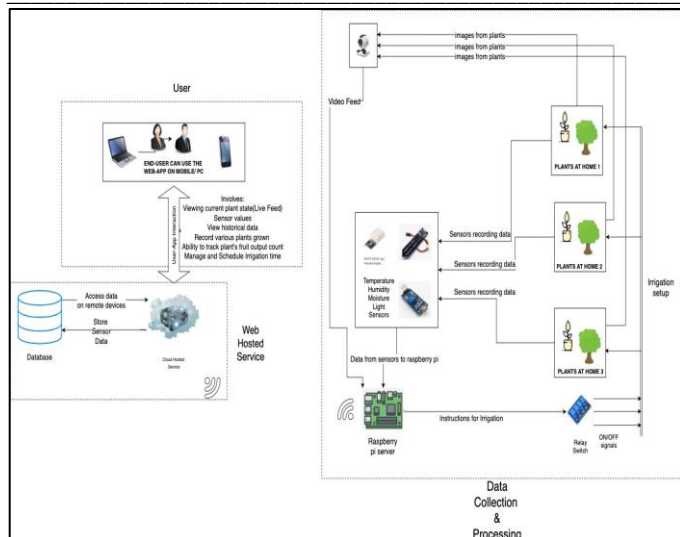 User
END-USER CAN USE THE
WEB-APP ON MOBILE/ PC
User-App Interaction
Involves:
Viewing current plant state(Live Feed)
Sensor values
View historical data
Record various plants grown
Ability to track plant's fruit output count
Manage and Schedule Irrigation time
Access data
on remote devices
Store
Sensor
Data
Database
Cloud Hosted
Service
Web
Hosted
Service
images from plants
images from plants
images from plants
Video Feed
PLANTS AT HOME 1
PLANTS AT HOME 2
PLANTS AT HOME 3
Sensors recording data
Sensors recording data
Sensors recording data
Temperature
Humidity
Moisture
Light
Sensors
Irrigation
setup
Data from sensors to raspberry pi
Raspberry
pi server
Instructions for Irrigation
Relay
Switch
ON/OFF
signals
Data
Collection
&
Processing